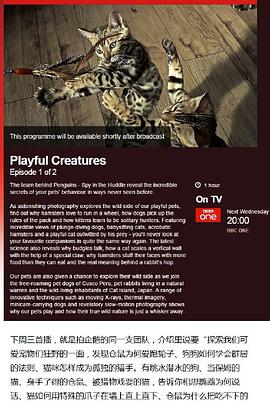 This programme will be available shortly after broadcast
Playful Creatures
Episode 1 of 2
The team behind Penguins - Spy in the Huddle reveal the incredible
secrets of your pets' behaviour in ways never seen before.
As astonishing photography explores the wild side of our playful pets,
find out why hamsters love to run in a wheel, how dogs pick up the
rules of the pack and how kittens learn to be solitary hunters. Featuring
incredible views of plunge-diving dogs, babysitting cats, acrobatic
hamsters and a cat outwitted by his prey - you'll never look at
your favourite companions in quite the same way again. The latest
science also reveals why budgies talk, how a cat scales a vertical wall
with the help of a special claw, why hamsters stuff their faces with more
food than they can eat and the real meaning behind a rabbit's hop.
Our pets are also given a chance to explore their wild side as we join
the free-roaming pet dogs of Cusco Peru, pet rabbits living in a natural
warren and the wild living inhabitants of Cat Island, Japan. A range of
innovative techniques such as moving X-rays, thermal imagery,
minicam-carrying dogs and revelatory slow-motion photography shows
why our pets play and how their true nature is just a whisker away.
1 hour
On TV
BBC
one
Next Wednesday
20:00
BBC ONE
下周三首播，就是拍企鹅的同一支团队，介绍里说要“探索我们可
爱宠物们狂野的一面，发现仓鼠为何爱跑轮子、狗狗如何学会群居
的法则、猫咪怎样成为孤独的猎手。有跳水潜水的狗、当保姆的
猫、身手了得的仓鼠、被猎物戏耍的猫，告诉你和思鹦鹉为何说
话、猫如何用特殊的爪子在墙上直上直下、仓鼠为什么把吃不下的